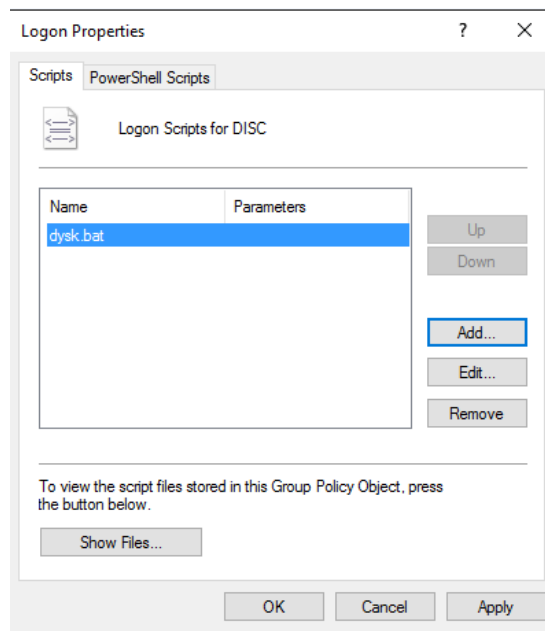 Logon Properties
?
Scripts
PowerShell Scripts
Logon Scripts for DISC
Name
Parameters
dysk.bat
Up
Down
Add...
Edit...
Remove
To view the script files stored in this Group Policy Object, press
the button below.
Show Files...
OK
Cancel
Apply